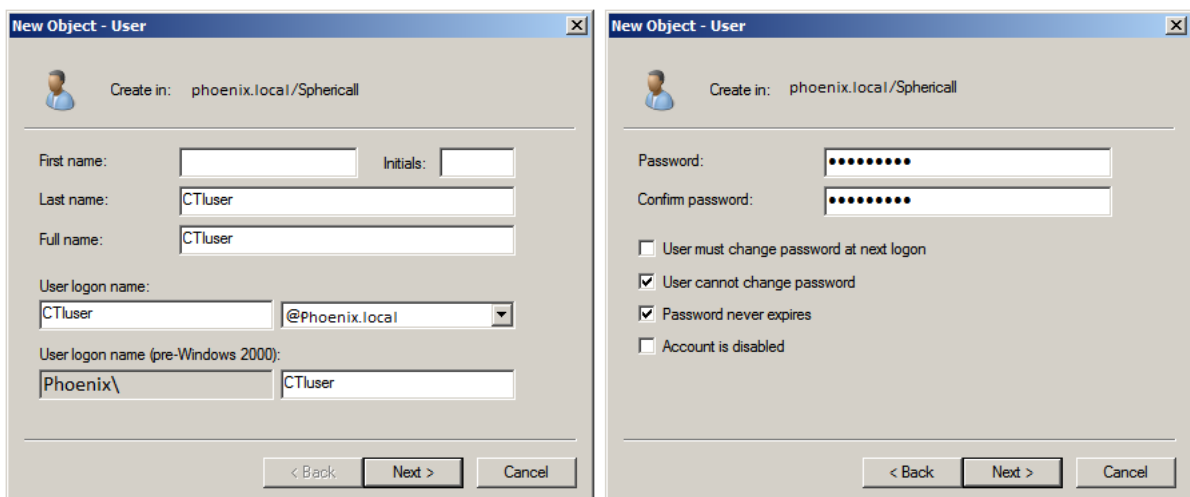 New Object - User
Create in: phoenix.local/Sphericall
First name:
Initials:
Last name: CTIuser
Full name: CTIuser
User logon name:
CTIuser @Phoenix.local
User logon name (pre-Windows 2000):
Phoenix\ CTIuser
< Back Next > Cancel
New Object - User
Create in: phoenix.local/Sphericall
Password: •••••••••
Confirm password: •••••••••
User must change password at next logon
User cannot change password
Password never expires
Account is disabled
< Back Next > Cancel